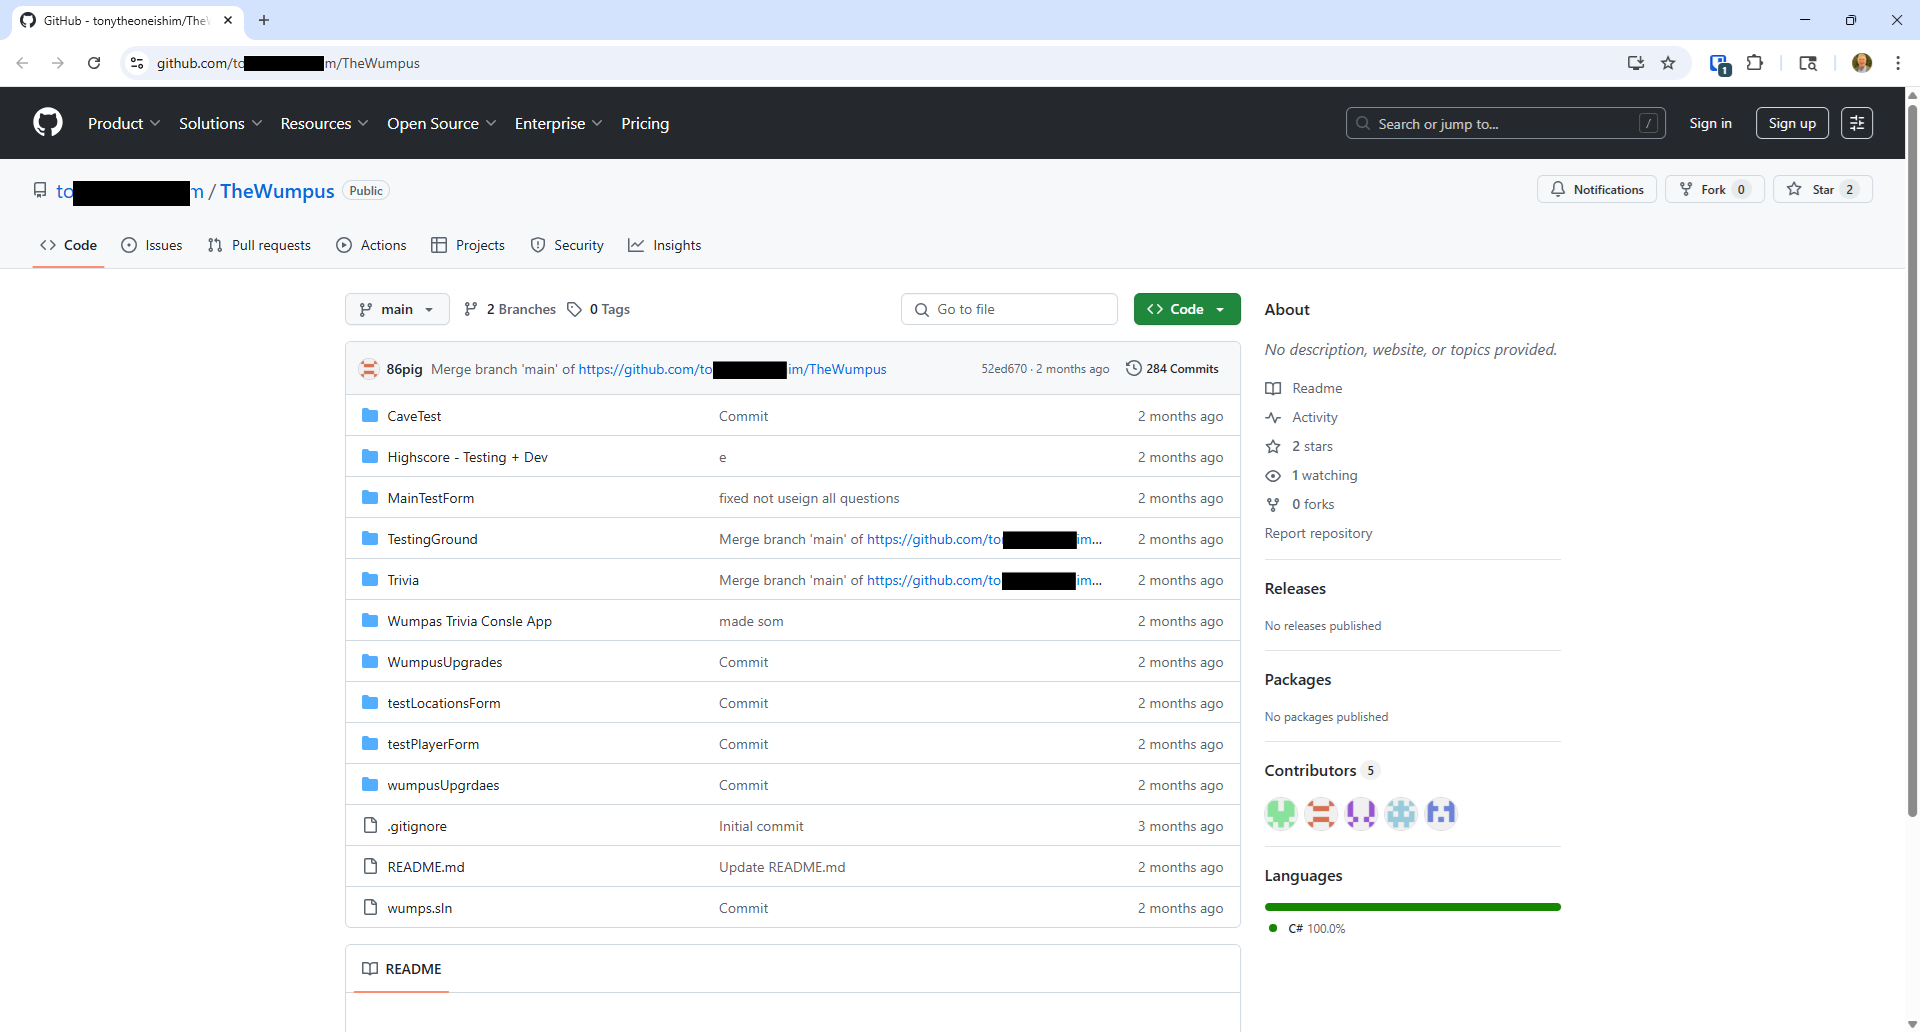 GitHub - tonytheoneishim/TheW
github.com/to m/TheWumpus
1
Product Solutions Resources Open Source Enterprise Pricing Search or jump to... / Sign in Sign up
to m / TheWumpus Public Notifications Fork 0 Star 2
Code Issues Pull requests Actions Projects Security Insights
main 2 Branches 0 Tags Go to file Code
86pig Merge branch 'main' of https://github.com/to im/TheWumpus 52ed670 · 2 months ago 284 Commits
CaveTest Commit 2 months ago
Highscore - Testing + Dev e 2 months ago
MainTestForm fixed not useign all questions 2 months ago
TestingGround Merge branch 'main' of https://github.com/to im... 2 months ago
Trivia Merge branch 'main' of https://github.com/to im... 2 months ago
Wumpas Trivia Consle App made som 2 months ago
WumpusUpgrades Commit 2 months ago
testLocationsForm Commit 2 months ago
testPlayerForm Commit 2 months ago
wumpusUpgrdaes Commit 2 months ago
.gitignore Initial commit 3 months ago
README.md Update README.md 2 months ago
wumps.sln Commit 2 months ago
README
About
No description, website, or topics provided.
Readme
Activity
2 stars
1 watching
0 forks
Report repository
Releases
No releases published
Packages
No packages published
Contributors 5
Languages
C# 100.0%